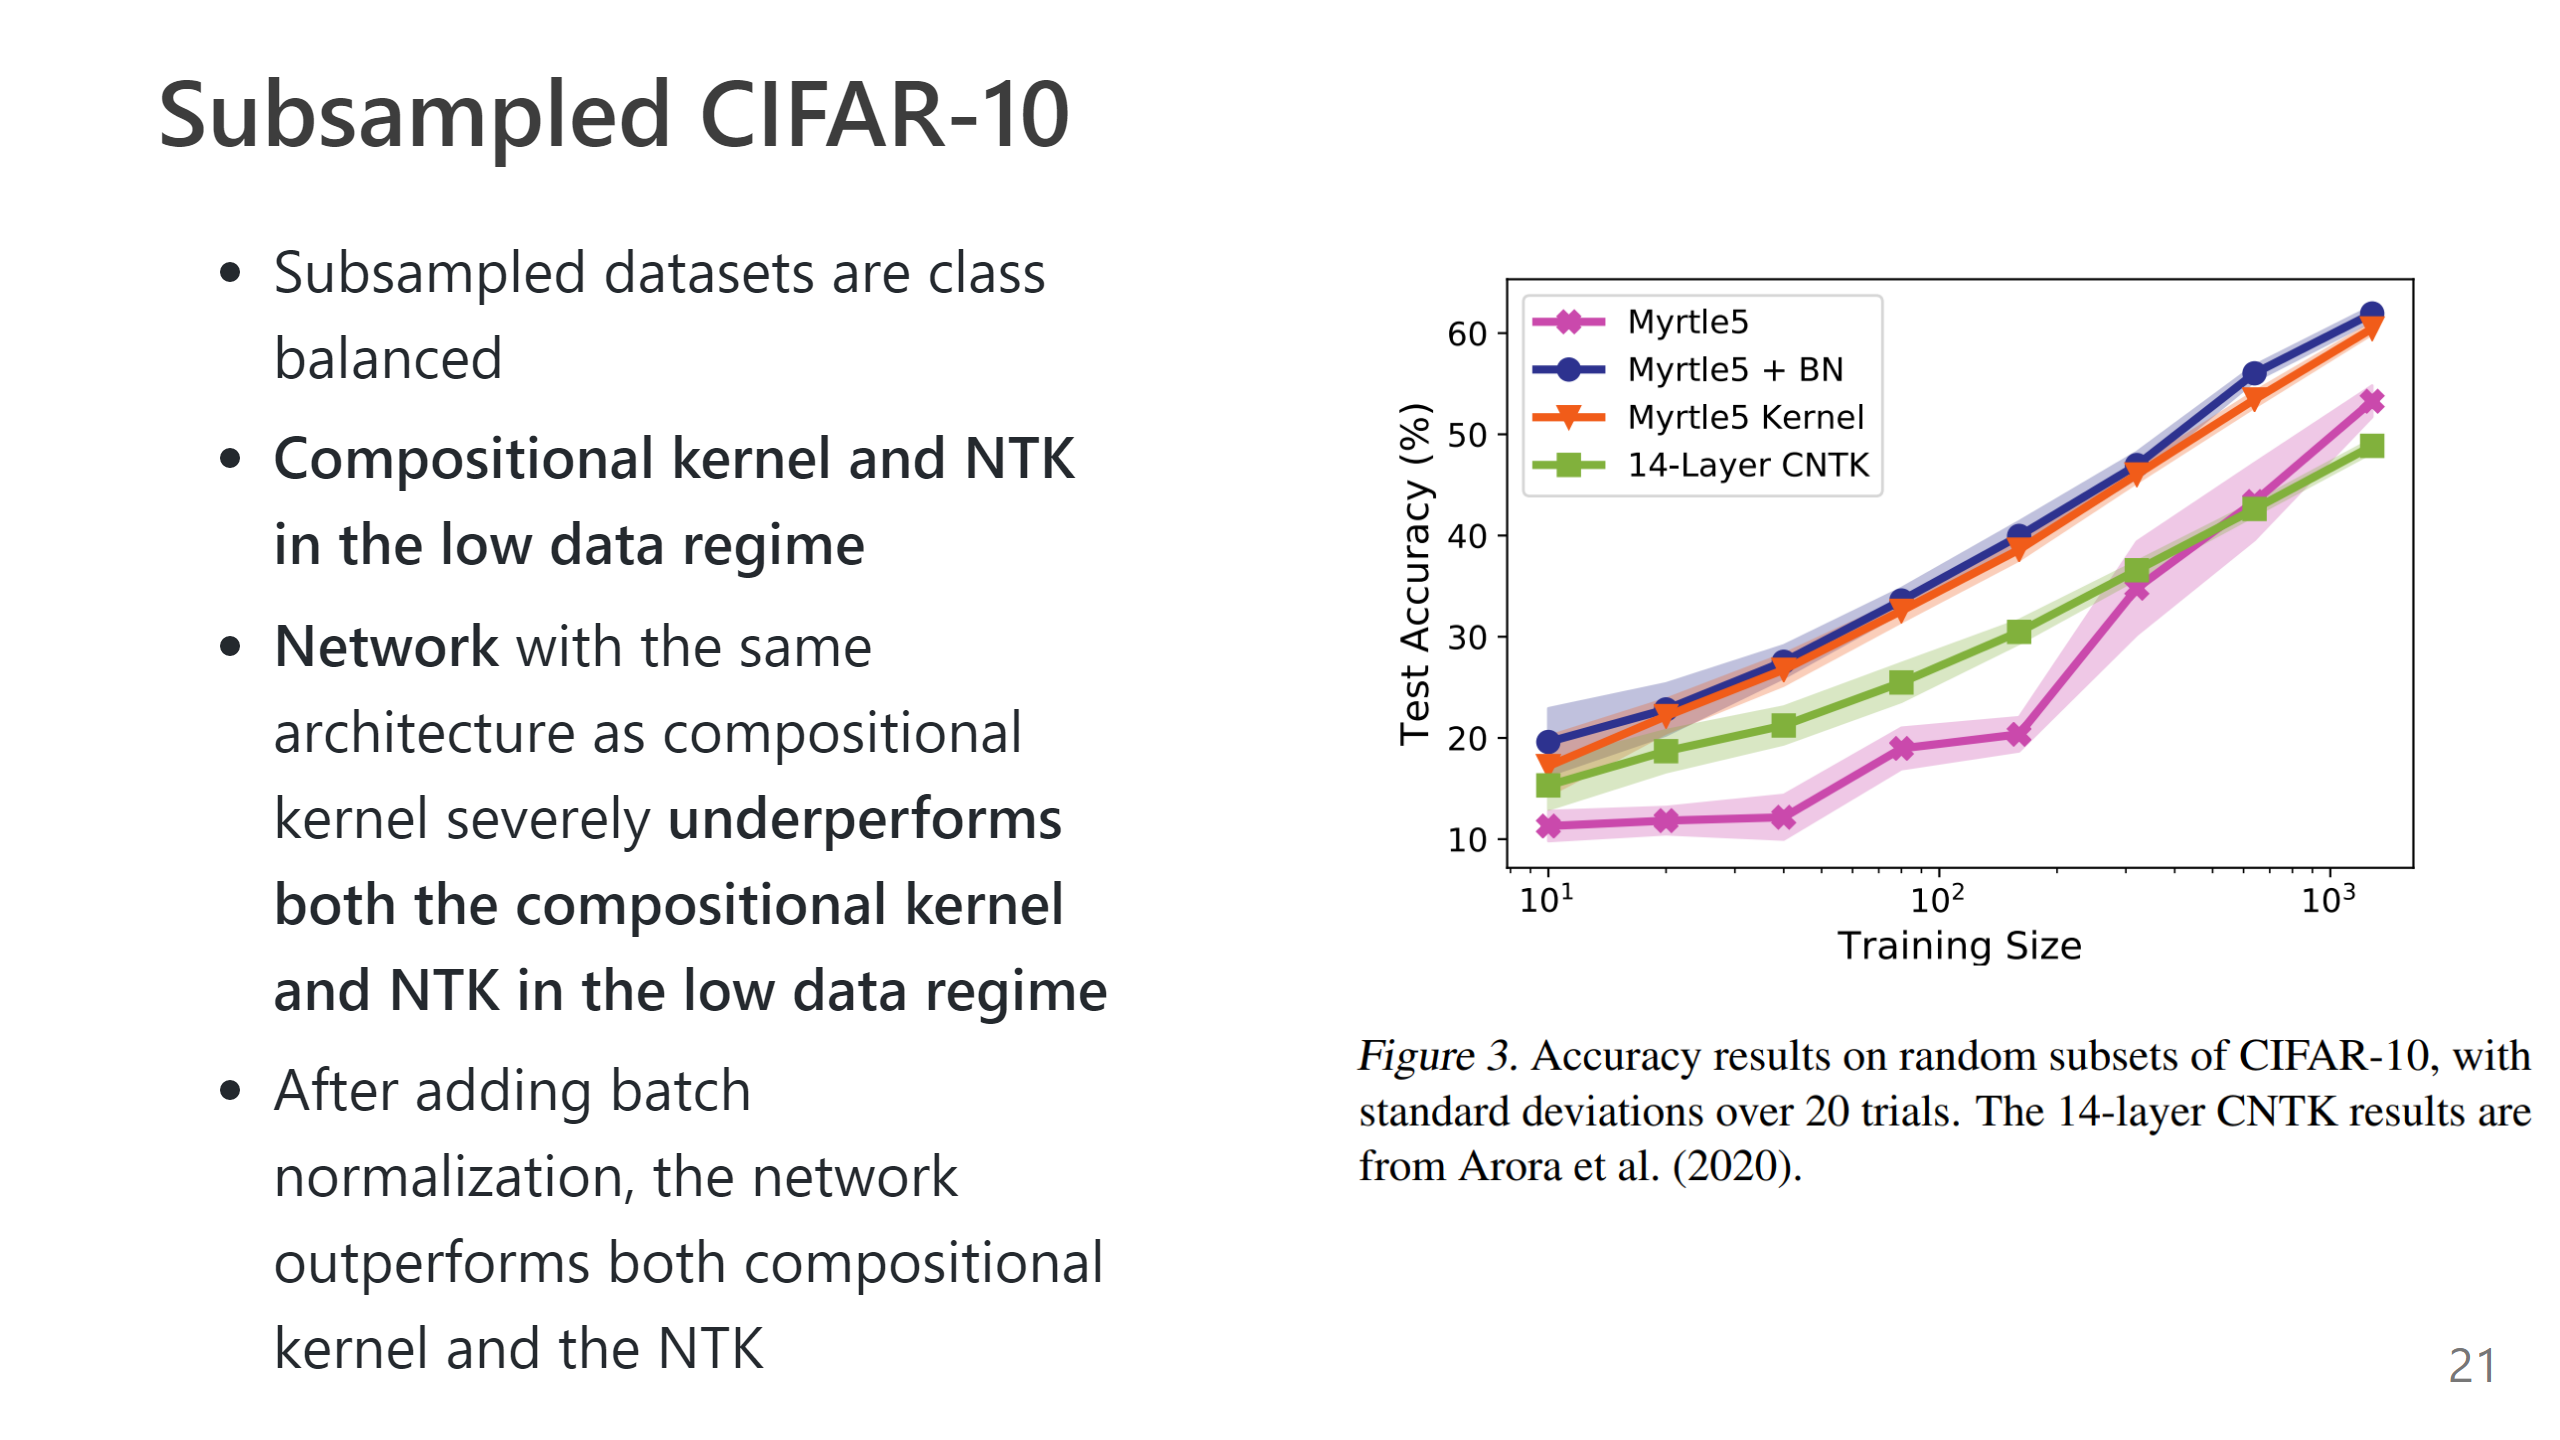 Subsampled CIFAR-10
• Subsampled datasets are class
balanced
• Compositional kernel and NTK
in the low data regime
• Network with the same
architecture as compositional
kernel severely underperforms
both the compositional kernel
and NTK in the low data regime
• After adding batch
normalization, the network
outperforms both compositional
kernel and the NTK
Myrtle5
Myrtle5 + BN
Myrtle5 Kernel
14-Layer CNTK
Test Accuracy (%)
60
50
40
30
20
10
10¹ 10² 10³
Training Size
Figure 3. Accuracy results on random subsets of CIFAR-10, with
standard deviations over 20 trials. The 14-layer CNTK results are
from Arora et al. (2020).
21